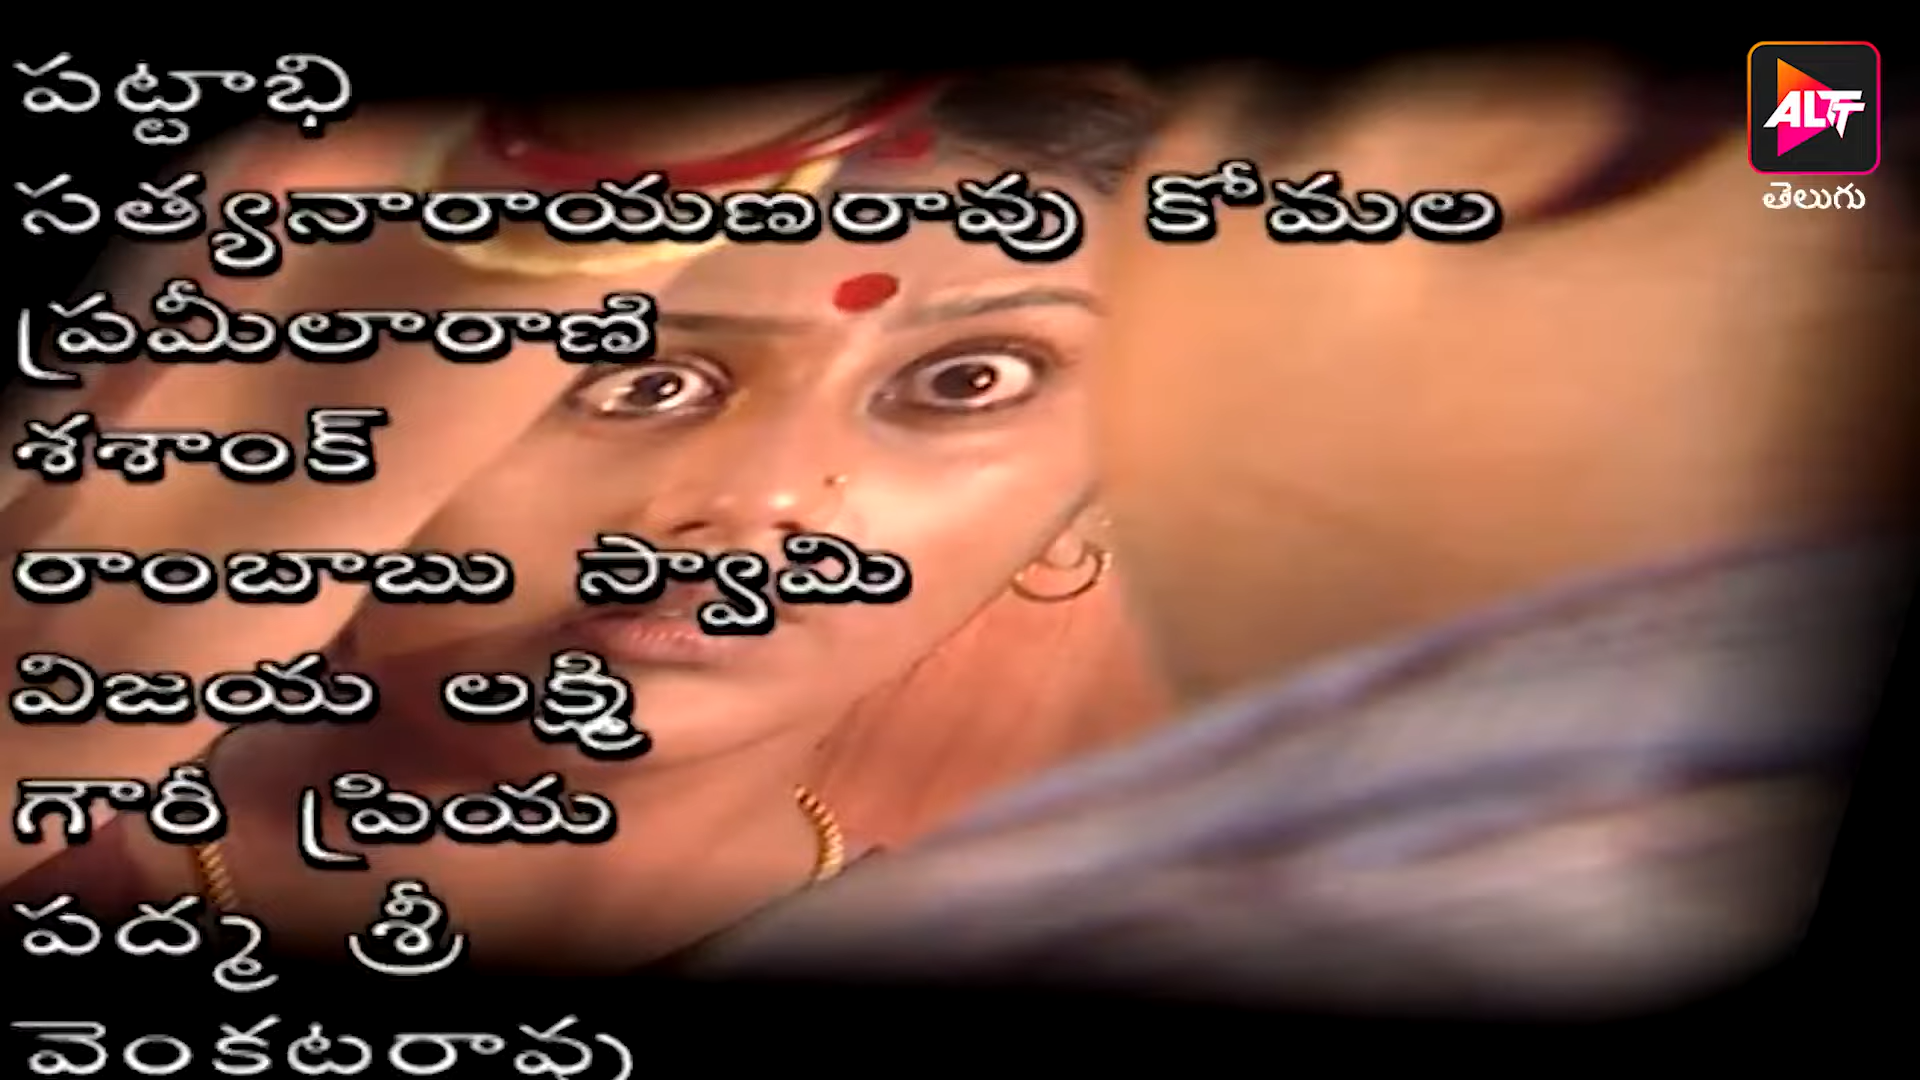 పట్టాభి
సత్యనారాయణరావు కోమల
ప్రమీలారాణి
శశాంక్
రాంబాబు స్వామి
విజయ లక్ష్మి
గౌరీ ప్రియ
పద్మ శ్రీ
వెంకటరావు
ALTT
తెలుగు